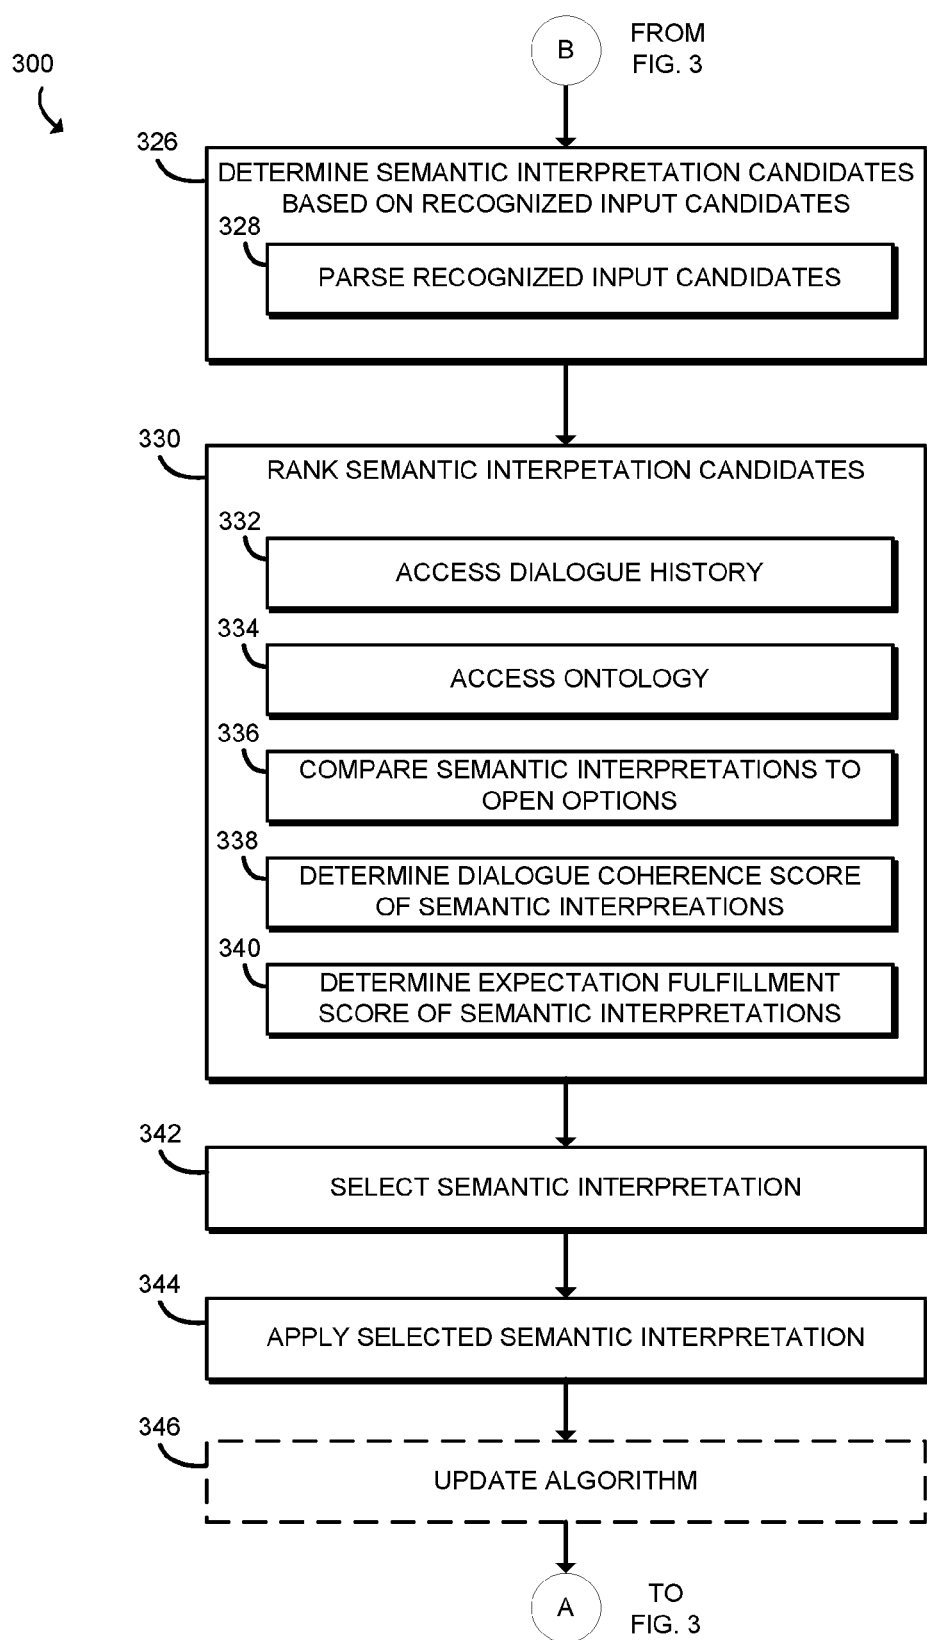 B
FROM
FIG. 3
300
326
DETERMINE SEMANTIC INTERPRETATION CANDIDATES
BASED ON RECOGNIZED INPUT CANDIDATES
328
PARSE RECOGNIZED INPUT CANDIDATES
330
RANK SEMANTIC INTERPETATION CANDIDATES
332
ACCESS DIALOGUE HISTORY
334
ACCESS ONTOLOGY
336
COMPARE SEMANTIC INTERPRETATIONS TO
OPEN OPTIONS
338
DETERMINE DIALOGUE COHERENCE SCORE
OF SEMANTIC INTERPREATIONS
340
DETERMINE EXPECTATION FULFILLMENT
SCORE OF SEMANTIC INTERPRETATIONS
342
SELECT SEMANTIC INTERPRETATION
344
APPLY SELECTED SEMANTIC INTERPRETATION
346
UPDATE ALGORITHM
A
TO
FIG. 3